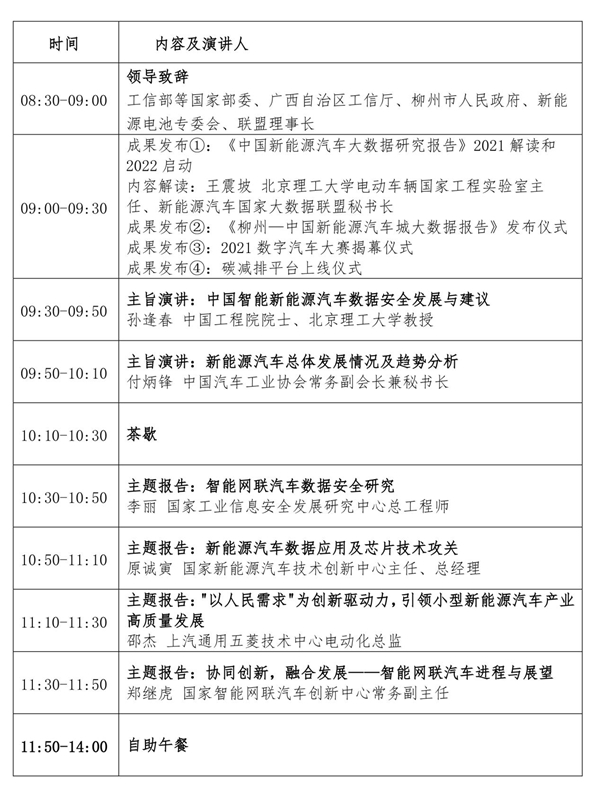 时间
内容及演讲人
08:30-09:00
领导致辞
工信部等国家部委、广西自治区工信厅、柳州市人民政府、新能
源电池专委会、联盟理事长
09:00-09:30
成果发布①：《中国新能源汽车大数据研究报告》2021 解读和
2022 启动
内容解读：王震坡 北京理工大学电动车辆国家工程实验室主
任、新能源汽车国家大数据联盟秘书长
成果发布②：《柳州—中国新能源汽车城大数据报告》发布仪式
成果发布③：2021 数字汽车大赛揭幕仪式
成果发布④：碳减排平台上线仪式
09:30-09:50
主旨演讲：中国智能新能源汽车数据安全发展与建议
孙逢春 中国工程院院士、北京理工大学教授
09:50-10:10
主旨演讲：新能源汽车总体发展情况及趋势分析
付炳锋 中国汽车工业协会常务副会长兼秘书长
10:10-10:30
茶歇
10:30-10:50
主题报告：智能网联汽车数据安全研究
李丽 国家工业信息安全发展研究中心总工程师
10:50-11:10
主题报告：新能源汽车数据应用及芯片技术攻关
原诚寅 国家新能源汽车技术创新中心主任、总经理
11:10-11:30
主题报告："以人民需求"为创新驱动力，引领小型新能源汽车产业
高质量发展
邵杰 上汽通用五菱技术中心电动化总监
11:30-11:50
主题报告：协同创新，融合发展——智能网联汽车进程与展望
郑继虎 国家智能网联汽车创新中心常务副主任
11:50-14:00
自助午餐